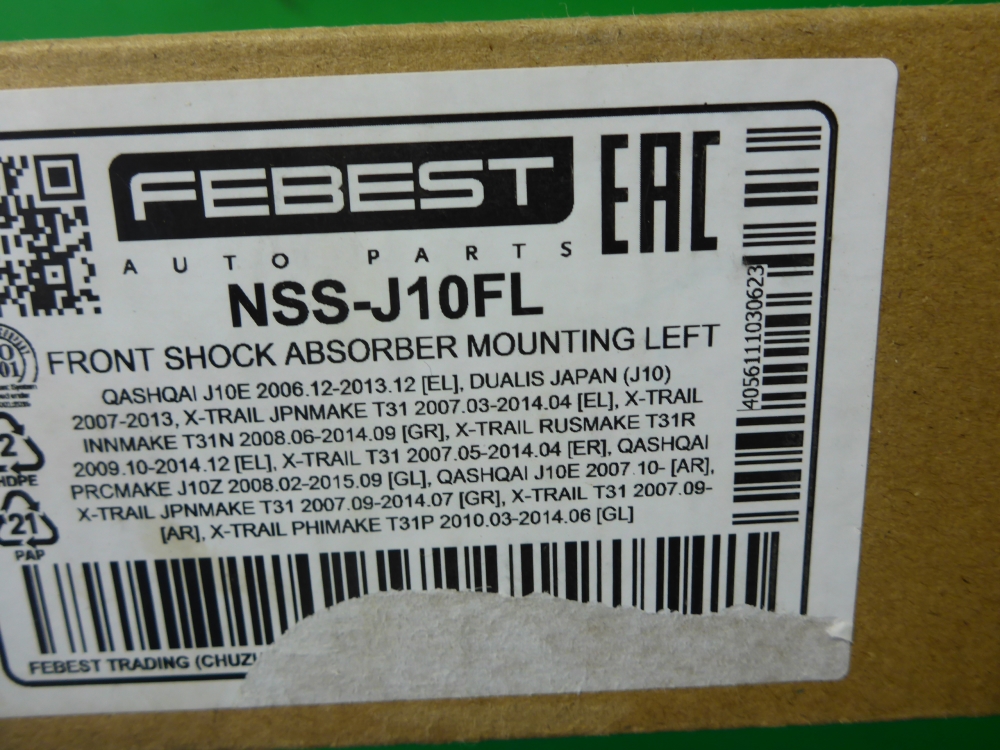 FEBEST
EAC
AUTO PARTS
NSS-J10FL
FRONT SHOCK ABSORBER MOUNTING LEFT
QASHQAI J10E 2006.12-2013.12 [EL], DUALIS JAPAN (J10)
2007-2013, X-TRAIL JPNMAKE T31 2007.03-2014.04 [EL], X-TRAIL
INNMAKE T31N 2008.06-2014.09 [GR], X-TRAIL RUSMAKE T31R
2009.10-2014.12 [EL], X-TRAIL T31 2007.05-2014.04 [ER], QASHQAI
PRCMAKE J10Z 2008.02-2015.09 [GL], QASHQAI J10E 2007.10- [AR],
X-TRAIL JPNMAKE T31 2007.09-2014.07 [GR], X-TRAIL T31 2007.09-
[AR], X-TRAIL PHIMAKE T31P 2010.03-2014.06 [GL]
4056111030623
2
HDPE
21
PAP
FEBEST TRADING (CHUZ